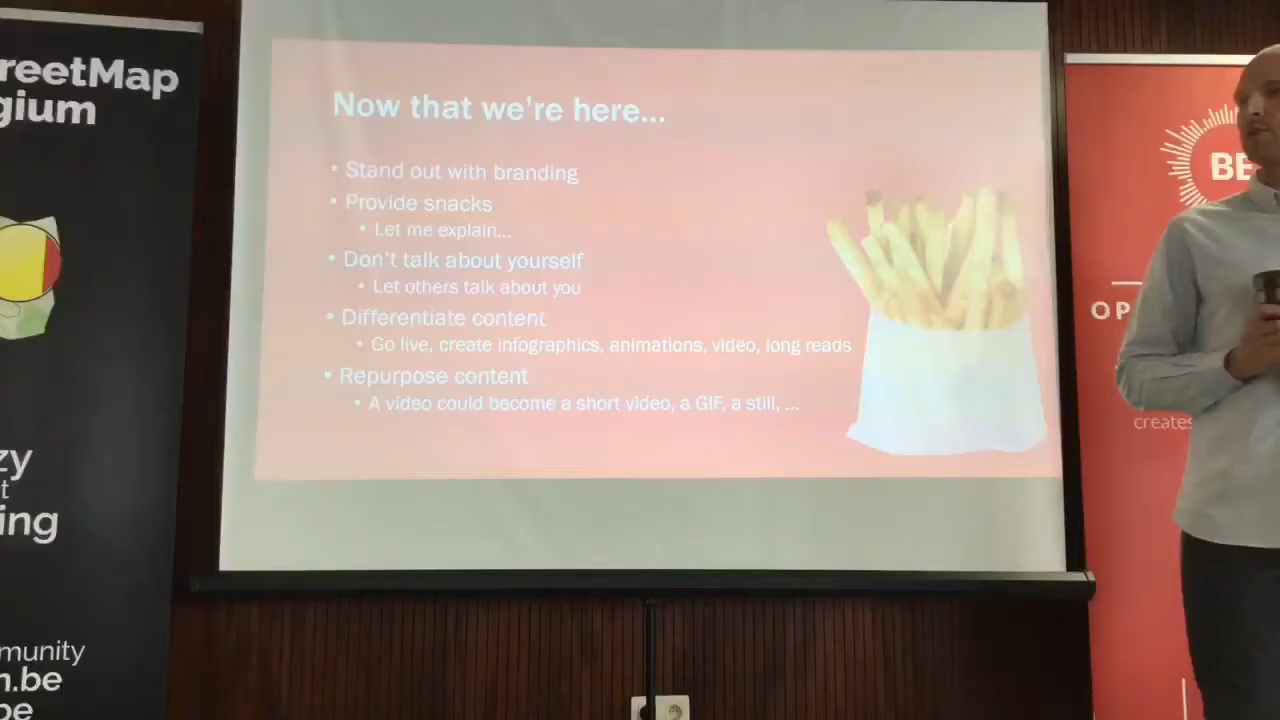 reetMap
gium
zy
t
ing
munity
n.be
be
Now that we're here...
• Stand out with branding
• Provide snacks
• Let me explain...
• Don't talk about yourself
• Let others talk about you
• Differentiate content
• Go live, create infographics, animations, video, long reads
• Repurpose content
• A video could become a short video, a GIF, a still, ...
BE
OP
creates